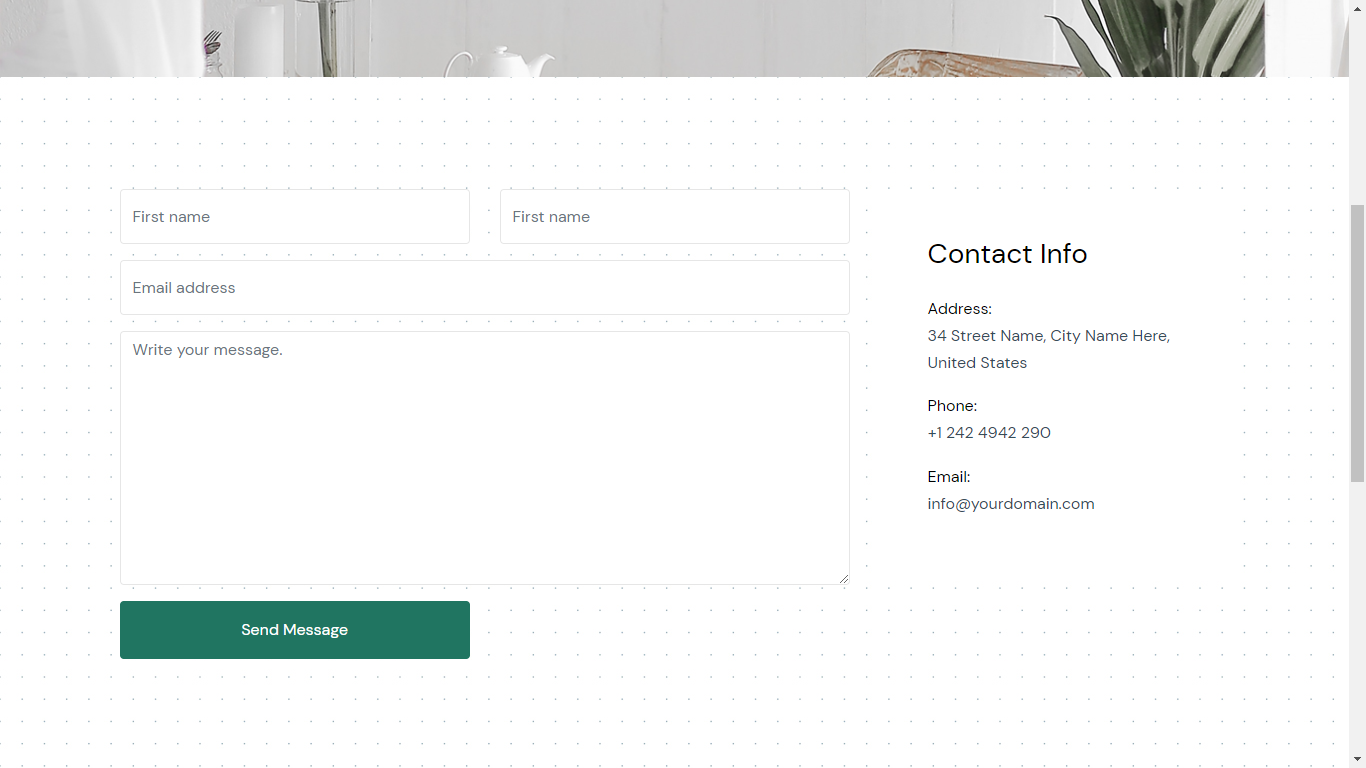 First name
First name
Email address
Write your message.
Send Message
Contact Info
Address:
34 Street Name, City Name Here,
United States
Phone:
+1 242 4942 290
Email:
info@yourdomain.com